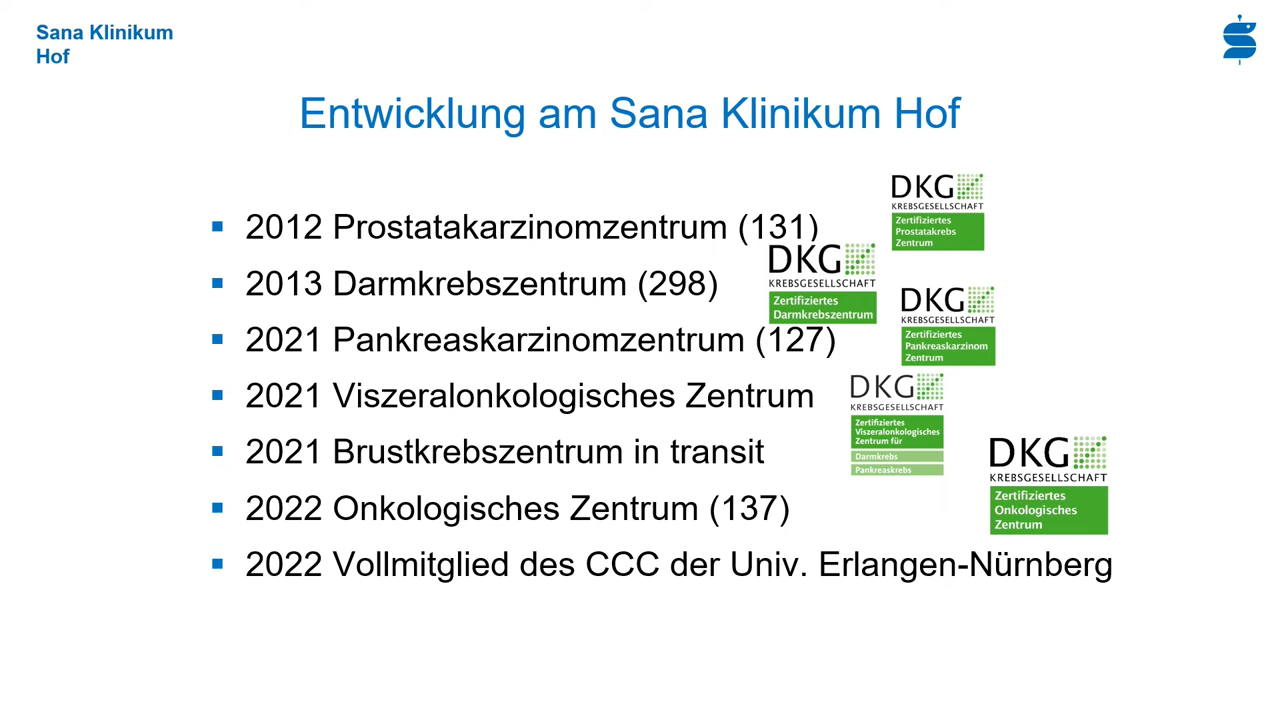 Sana Klinikum
Hof
Entwicklung am Sana Klinikum Hof
2012 Prostatakarzinomzentrum (131)
DKG
KREBSGESELLSCHAFT
Zertifiziertes
Prostatakrebs
Zentrum
2013 Darmkrebszentrum (298)
DKG
KREBSGESELLSCHAFT
Zertifiziertes
Darmkrebszentrum
2021 Pankreaskarzinomzentrum (127)
DKG
KREBSGESELLSCHAFT
Zertifiziertes
Pankreaskarzinom
Zentrum
2021 Viszeralonkologisches Zentrum
DKG
KREBSGESELLSCHAFT
Zertifiziertes
Viszeralonkologisches
Zentrum für
Darmkrebs
Pankreaskrebs
2021 Brustkrebszentrum in transit
2022 Onkologisches Zentrum (137)
DKG
KREBSGESELLSCHAFT
Zertifiziertes
Onkologisches
Zentrum
2022 Vollmitglied des CCC der Univ. Erlangen-Nürnberg